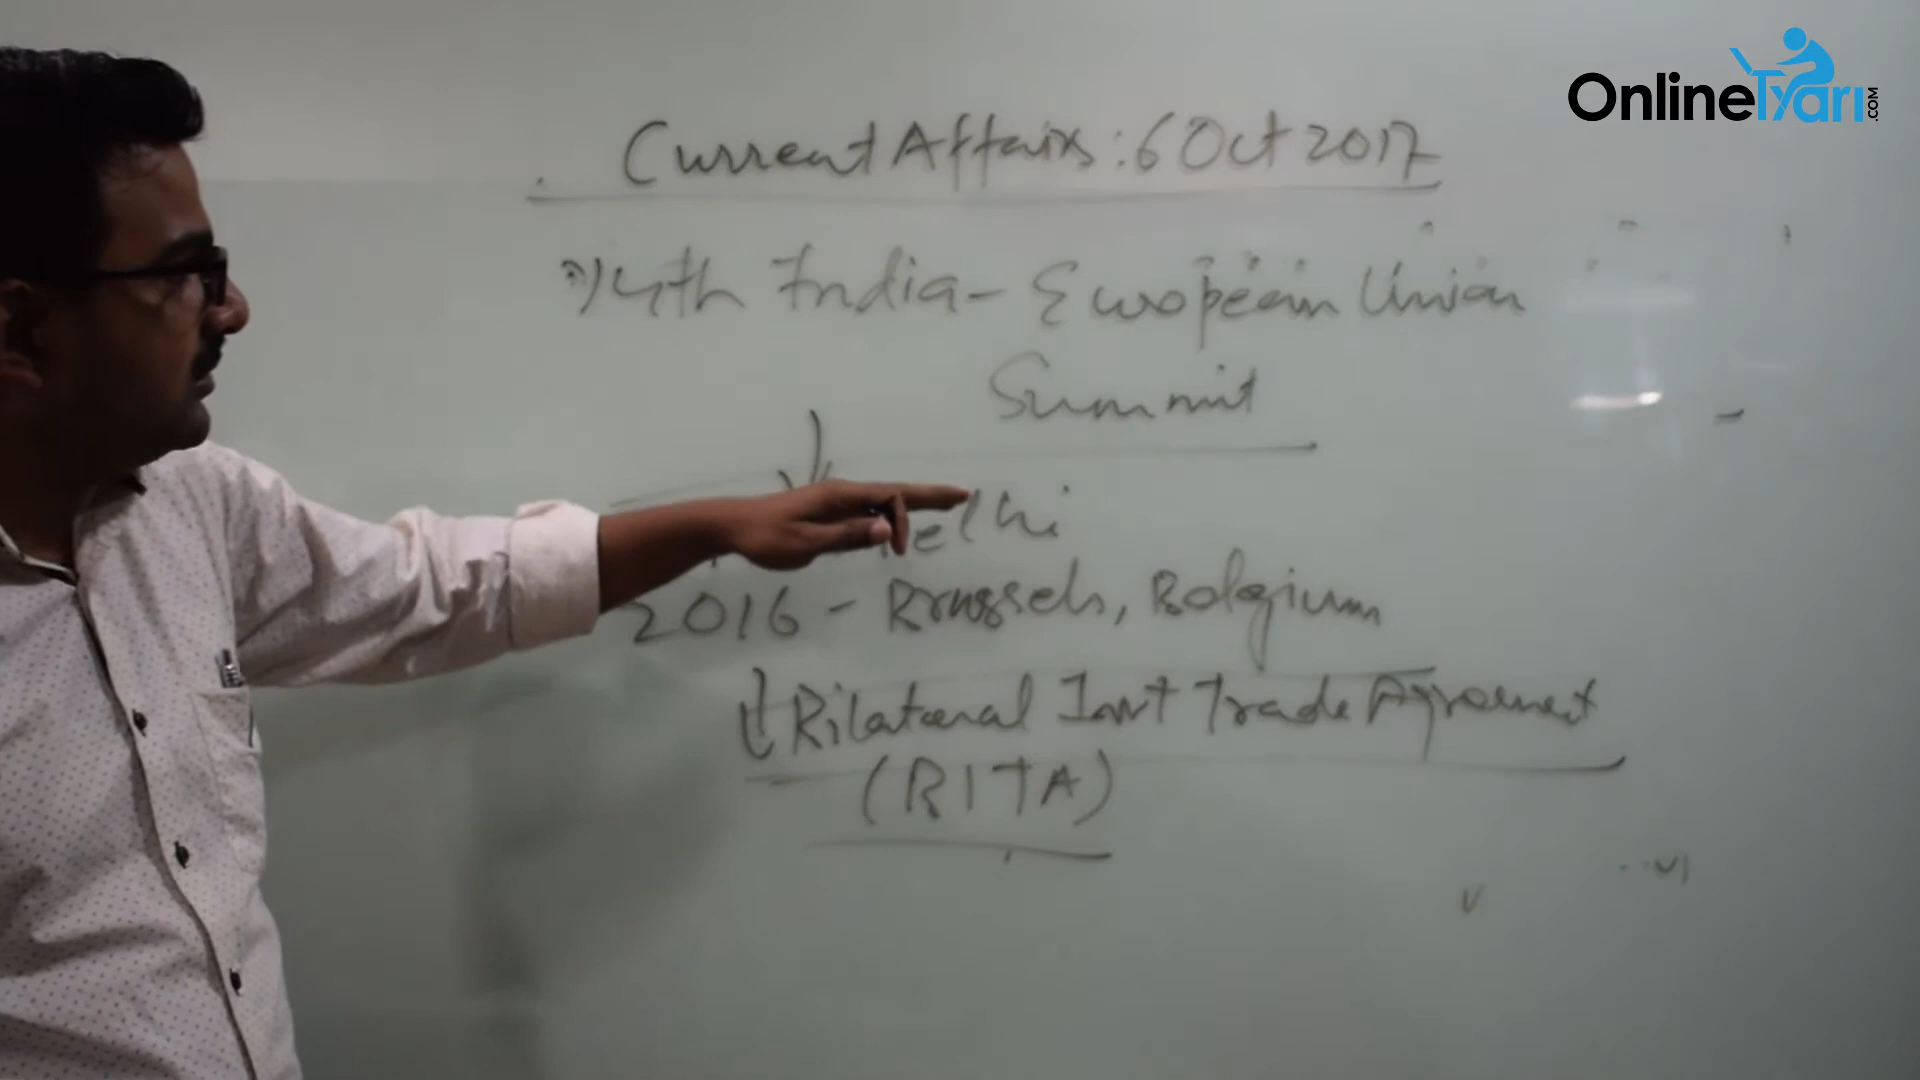 OnlineTyari.COM
Current Affairs : 6 Oct 2017
14th India - European Union
Summit
Delhi
2016 - Brussels, Belgium
Bilateral Invt Trade Agreement
(BITA)